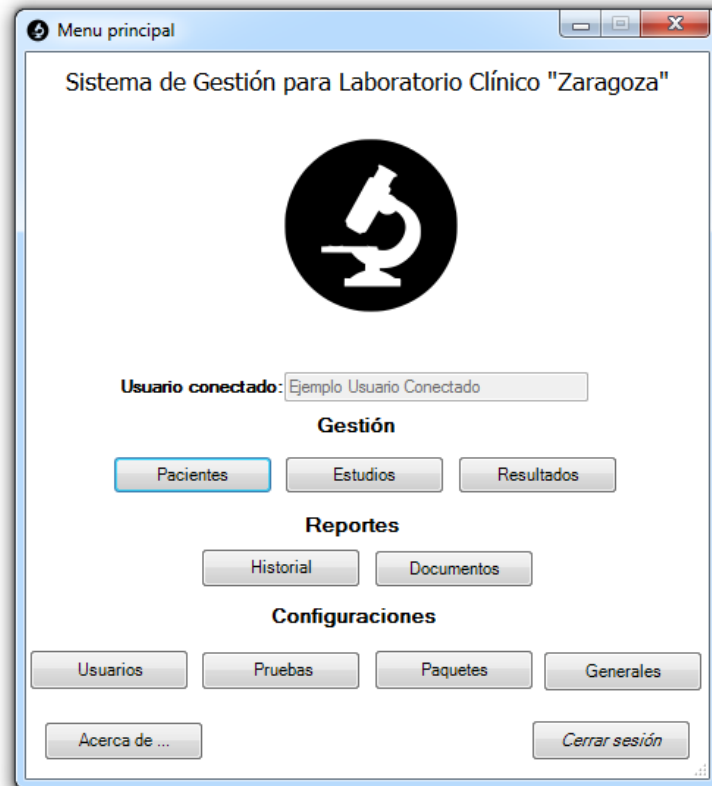 Menu principal
Sistema de Gestión para Laboratorio Clínico "Zaragoza"
Usuario conectado: Ejemplo Usuario Conectado
Gestión
Pacientes Estudios Resultados
Reportes
Historial Documentos
Configuraciones
Usuarios Pruebas Paquetes Generales
Acerca de ... Cerrar sesión